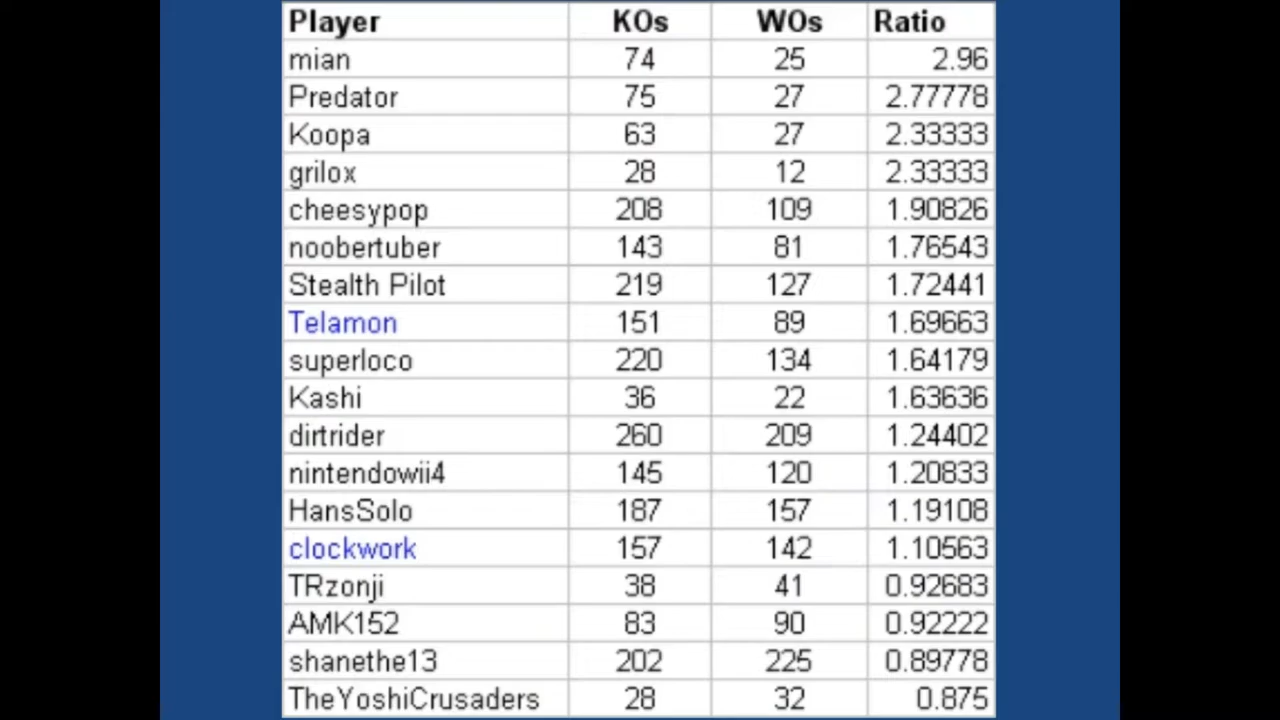 Player KOs WOs Ratio
mian 74 25 2.96
Predator 75 27 2.77778
Koopa 63 27 2.33333
grilox 28 12 2.33333
cheesypop 208 109 1.90826
noobertuber 143 81 1.76543
Stealth Pilot 219 127 1.72441
Telamon 151 89 1.69663
superloco 220 134 1.64179
Kashi 36 22 1.63636
dirtrider 260 209 1.24402
nintendowii4 145 120 1.20833
HansSolo 187 157 1.19108
clockwork 157 142 1.10563
TRzonji 38 41 0.92683
AMK152 83 90 0.92222
shanethe13 202 225 0.89778
TheYoshiCrusaders 28 32 0.875